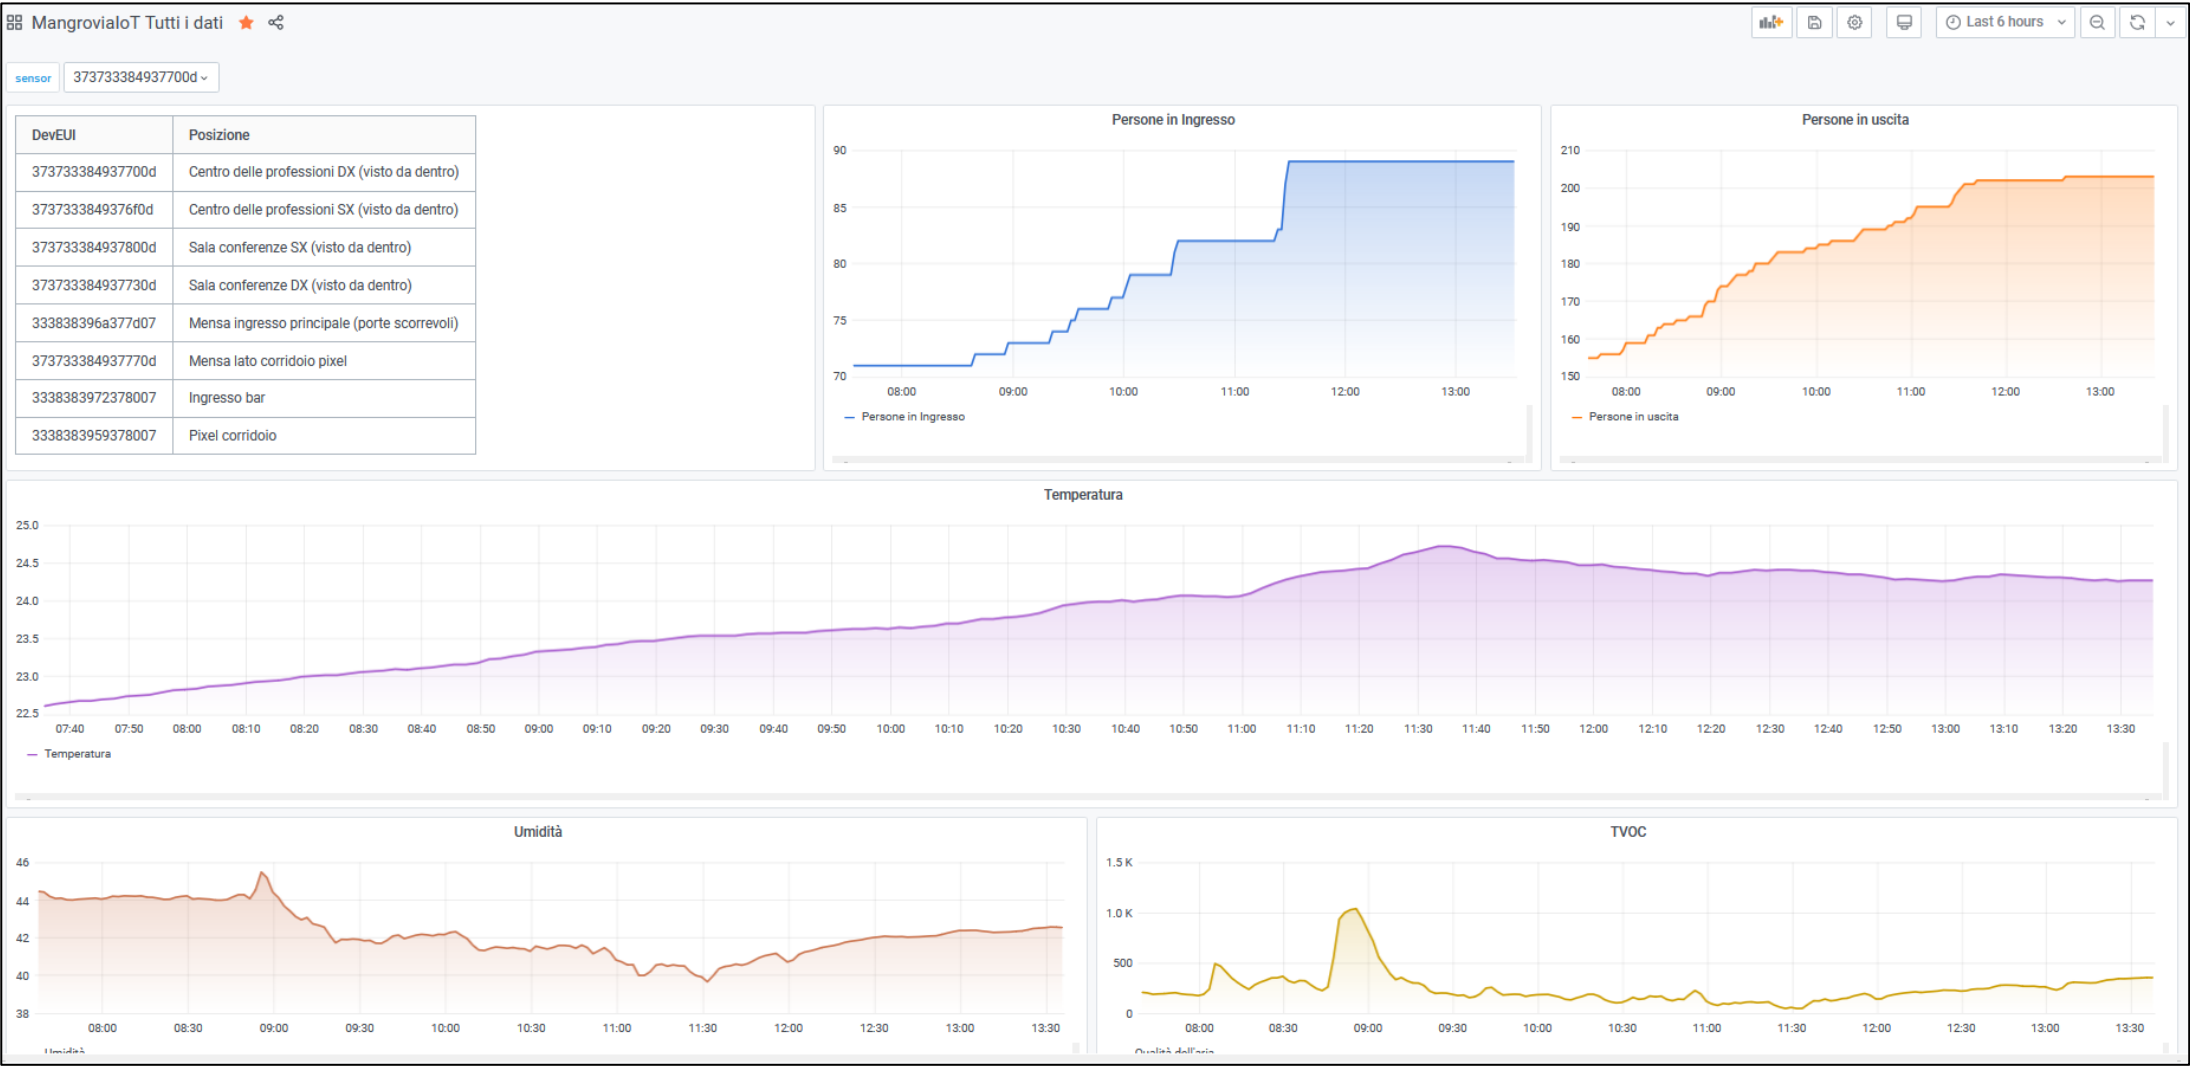 MangroviaIoT Tutti i dati
Last 6 hours
sensor 373733384937700d
DevEUI Posizione
373733384937700d Centro delle professioni DX (visto da dentro)
3737333849376f0d Centro delle professioni SX (visto da dentro)
373733384937800d Sala conferenze SX (visto da dentro)
373733384937730d Sala conferenze DX (visto da dentro)
333838396a377d07 Mensa ingresso principale (porte scorrevoli)
373733384937770d Mensa lato corridoio pixel
3338383972378007 Ingresso bar
3338383959378007 Pixel corridoio
Persone in Ingresso
90
85
80
75
70
08:00 09:00 10:00 11:00 12:00 13:00
Persone in Ingresso
Persone in uscita
210
200
190
180
170
160
150
08:00 09:00 10:00 11:00 12:00 13:00
Persone in uscita
Temperatura
25.0
24.5
24.0
23.5
23.0
22.5
07:40 07:50 08:00 08:10 08:20 08:30 08:40 08:50 09:00 09:10 09:20 09:30 09:40 09:50 10:00 10:10 10:20 10:30 10:40 10:50 11:00 11:10 11:20 11:30 11:40 11:50 12:00 12:10 12:20 12:30 12:40 12:50 13:00 13:10 13:20 13:30
Temperatura
Umidità
46
44
42
40
38
08:00 08:30 09:00 09:30 10:00 10:30 11:00 11:30 12:00 12:30 13:00 13:30
Umidità
TVOC
1.5 K
1.0 K
500
0
08:00 08:30 09:00 09:30 10:00 10:30 11:00 11:30 12:00 12:30 13:00 13:30
Qualità dell'aria